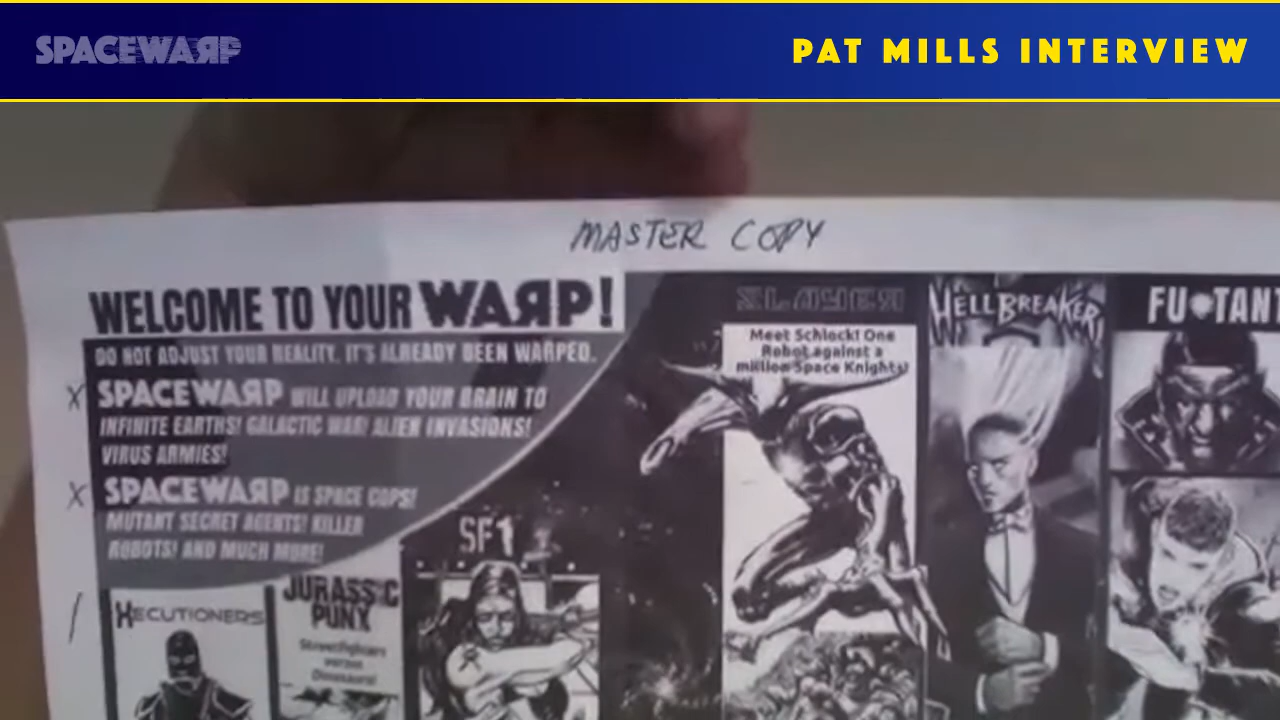 SPACEWARP
PAT MILLS INTERVIEW
MASTER COPY
WELCOME TO YOUR WARP!
DO NOT ADJUST YOUR REALITY. IT'S ALREADY BEEN WARPED.
X SPACEWARP WILL UPLOAD YOUR BRAIN TO
INFINITE EARTHS! GALACTIC WAR! ALIEN INVASIONS!
VIRUS ARMIES!
X SPACEWARP IS SPACE COPS!
MUTANT SECRET AGENTS! KILLER
ROBOTS! AND MUCH MORE!
XECUTIONERS
JURASSIC
PUNX
Streetfighters
versus
Dinosaurs!
SF1
SLAYER
Meet Schlock! One
Robot against a
million Space Knights!
HELLBREAKER
FU-TANT